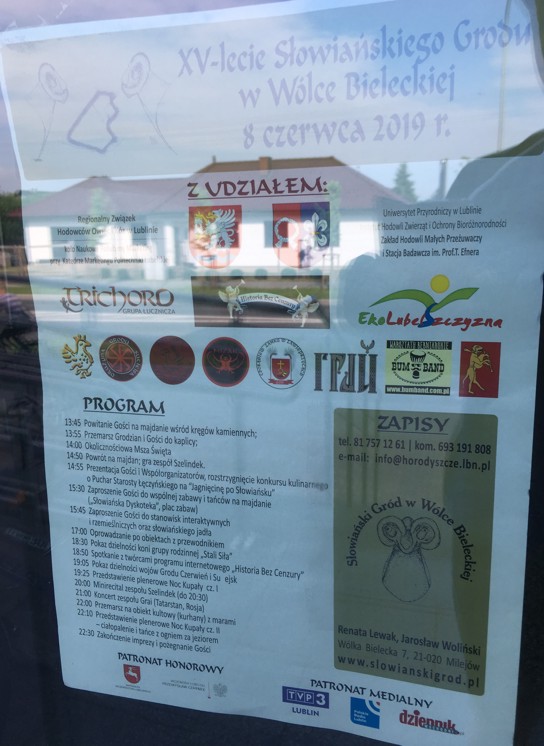 XV-lecie Słowiańskiego Grodu
w Wólce Bieleckiej
8 czerwca 2019 r.
Z UDZIAŁEM:
Regionalny Związek
Hodowców Lublinie
Uniwersytet Przyrodniczy w Lublinie
Hodowli Zwierząt i Ochrony Bioróżnorodności
Zakład Hodowli Małych Przeżuwaczy
i Stacja Badawcza im. Prof.T. Efnera
TRICHORD
GRUPA ŁUCZNICZA
Historia Bez Cenzury
EkoLubelszczyzna
ГРАЙ
WARSZTATY BĘBNIARSKIE
BUM BAND
www.bumband.com.pl
PROGRAM
13:45 Powitanie Gości na majdanie wśród kręgów kamiennych;
13:55 Przemarsz Grodzian i Gości do kaplicy;
14:00 Okolicznościowa Msza Święta
14:50 Powrót na majdan; gra zespół Szelindek.
14:55 Prezentacja Gości i Współorganizatorów, rozstrzygnięcie konkursu kulinarnego
o Puchar Starosty Łęczyńskiego na "Jagnięcinę po Słowiańsku"
15:30 Zaproszenie Gości do wspólnej zabawy i tańców na majdanie
(„Słowiańska Dyskoteka", plac zabaw)
15:45 Zaproszenie Gości do stanowisk interaktywnych
i rzemieślniczych oraz słowiańskiego jadła
17:00 Oprowadzanie po obiektach z przewodnikiem
18:30 Pokaz dzielności koni grupy rodzinnej „Stali Siła"
18:50 Spotkanie z twórcami programu internetowego „Historia Bez Cenzury"
19:05 Pokaz dzielności wojów Grodu Czerwień i
19:25 Przedstawienie plenerowe Noc Kupały cz. I
20:00 Minirecital zespołu Szelindek (do 20:30)
21:00 Koncert zespołu Grai (Tatarstan, Rosja)
22:00 Przemarsz na obiekt kultowy (kurhany) z marami
22:10 Przedstawienie plenerowe Noc Kupały cz. II
– ciałopalenie i tańce z ogniem za jeziorem
22:30 Zakończenie imprezy i pożegnanie Gości
ZAPISY
tel. 81 757 12 61 | kom. 693 191 808
e-mail: info@horodyszcze.lbn.pl
Słowiański Gród w Wólce Bieleckiej
Renata Lewak, Jarosław Woliński
Wólka Bielecka 7, 21-020 Milejów
www.slowianskigrod.pl
PATRONAT HONOROWY
PATRONAT MEDIALNY
TVP3
LUBLIN
dziennik